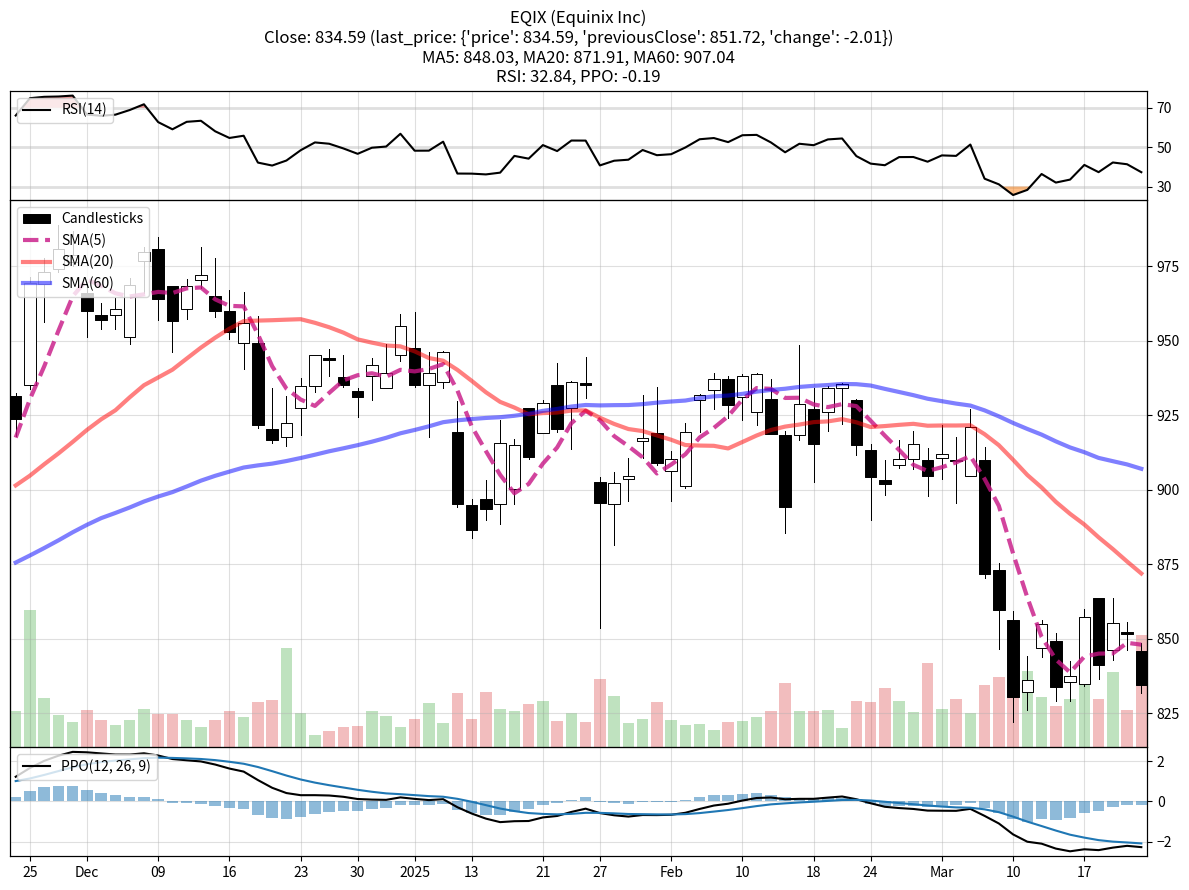 EQIX (Equinix Inc)
Close: 834.59 (last_price: {'price': 834.59, 'previousClose': 851.72, 'change': -2.01})
MA5: 848.03, MA20: 871.91, MA60: 907.04
RSI: 32.84, PPO: -0.19
RSI(14)
70
50
30
Candlesticks
SMA(5)
SMA(20)
SMA(60)
975
950
925
900
875
850
825
PPO(12, 26, 9)
2
0
−2
25 Dec 09 16 23 30 2025 13 21 27 Feb 10 18 24 Mar 10 17